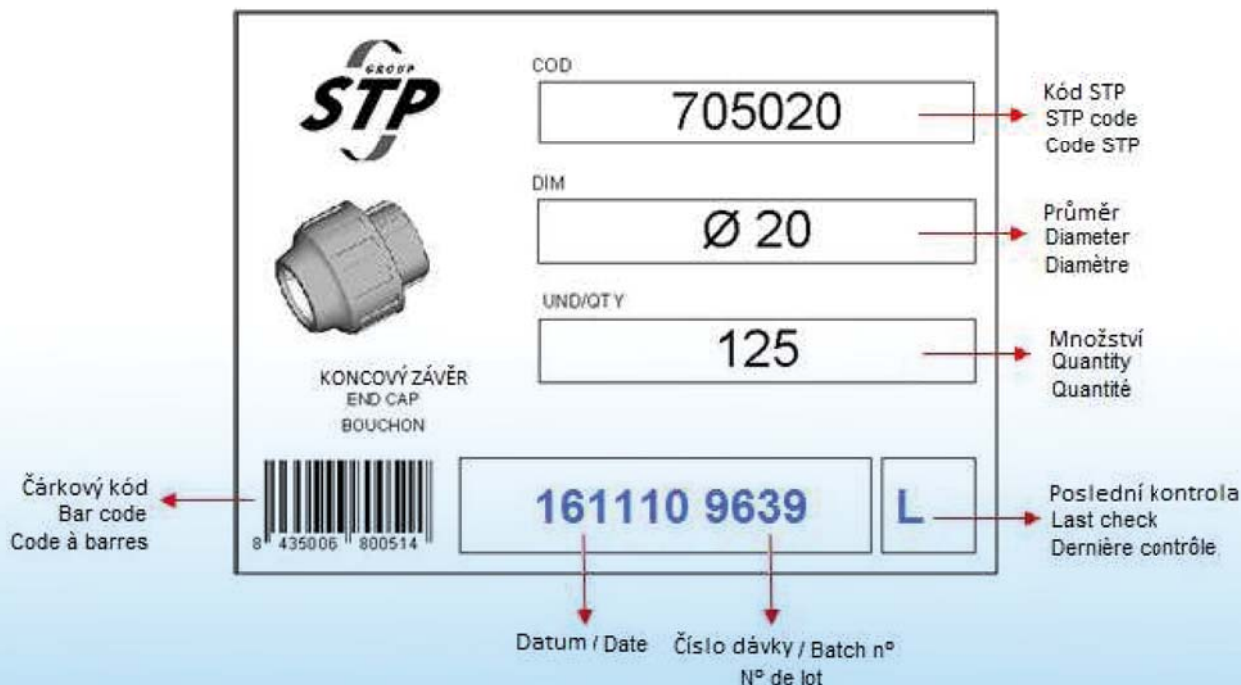 GROUP
STP
COD
705020
Kód STP
STP code
Code STP
DIM
Ø 20
Průměr
Diameter
Diamètre
UND/QTY
125
Množství
Quantity
Quantité
KONCOVÝ ZÁVĚR
END CAP
BOUCHON
Čárkový kód
Bar code
Code à barres
8 435006 800514
161110 9639
L
Poslední kontrola
Last check
Dernière contrôle
Datum / Date
Číslo dávky / Batch nº
Nº de lot